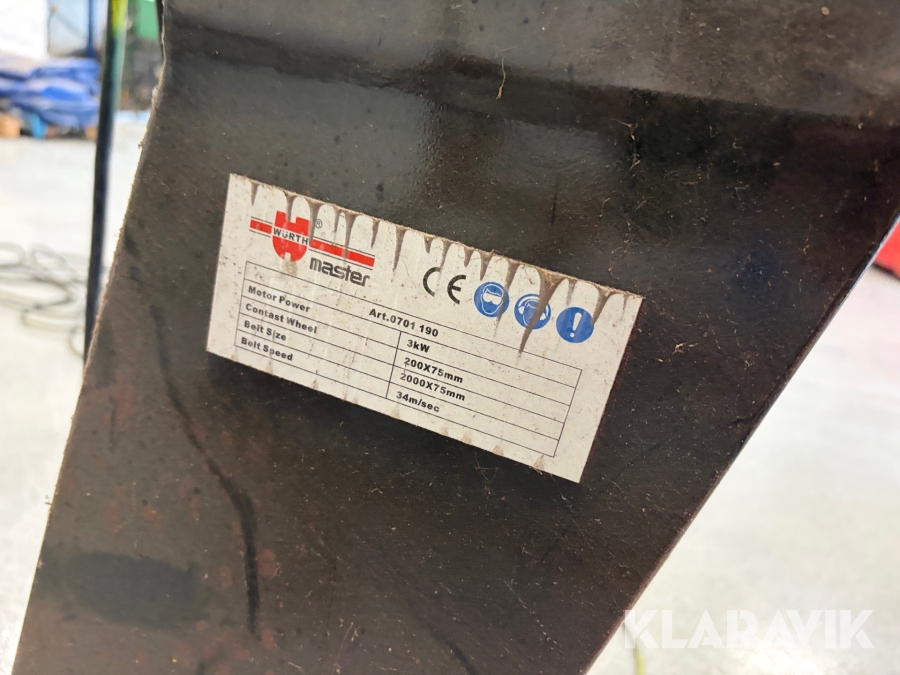 WÜRTH ®
master
CE
Art.0701 190
Motor Power 3kW
Contast Wheel 200X75mm
Belt Size 2000X75mm
Belt Speed 34m/sec
KLARAVIK